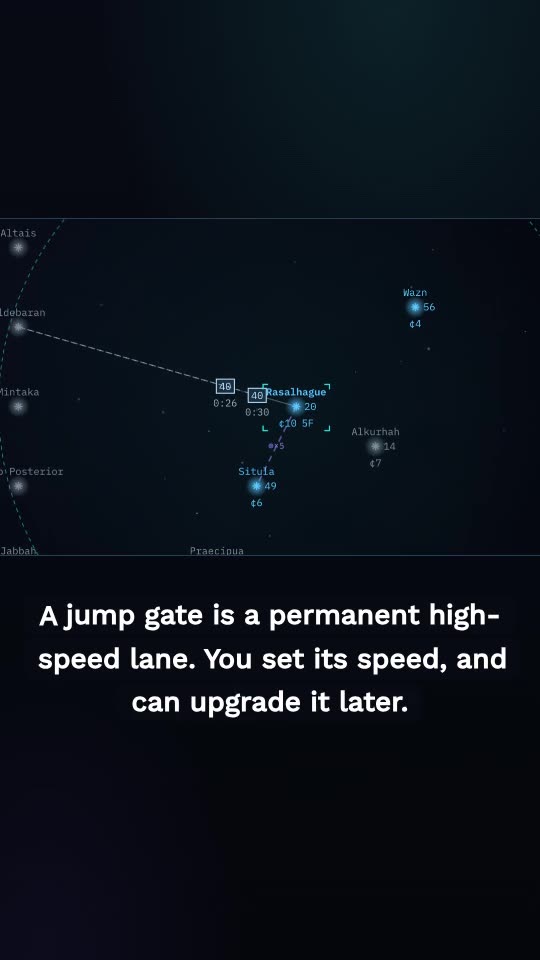 Altais
Wazn
56
¢4
ldebaran
40
0:26
40
0:30
Rasalhague
20
¢10 5F
Mintaka
Alkurhah
14
¢7
×5
Situla
49
¢6
o Posterior
Jabbah
Praecipua
A jump gate is a permanent high-
speed lane. You set its speed, and
can upgrade it later.